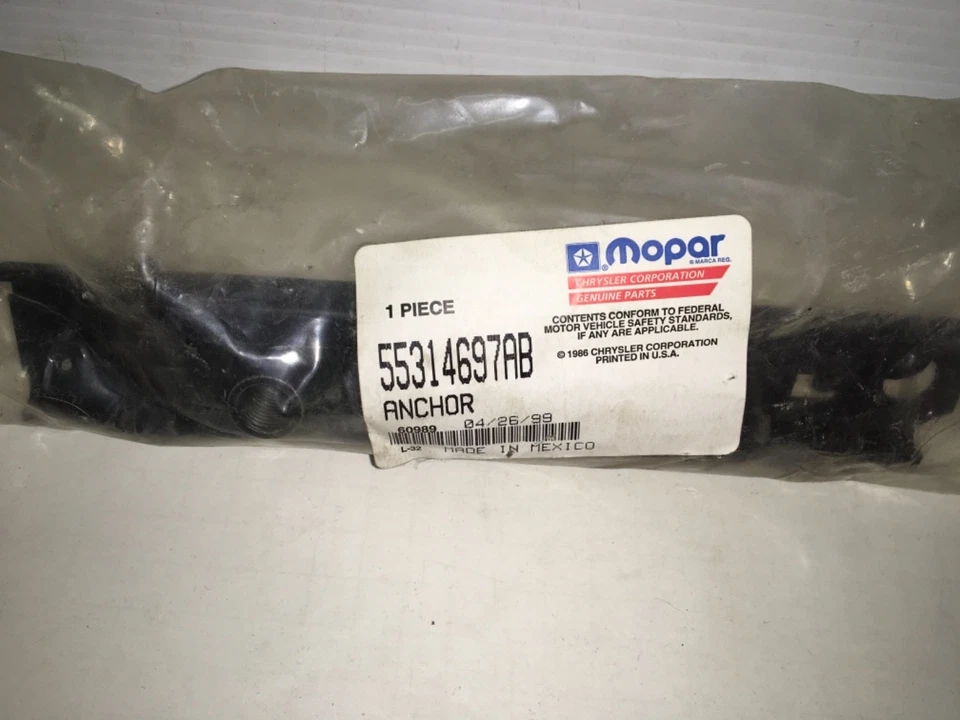 ® mopar
® MARCA REG.
CHRYSLER CORPORATION
GENUINE PARTS
1 PIECE
CONTENTS CONFORM TO FEDERAL
MOTOR VEHICLE SAFETY STANDARDS,
IF ANY ARE APPLICABLE.
© 1986 CHRYSLER CORPORATION
PRINTED IN U.S.A.
55314697AB
ANCHOR
60989 04/26/99
L-32 MADE IN MEXICO